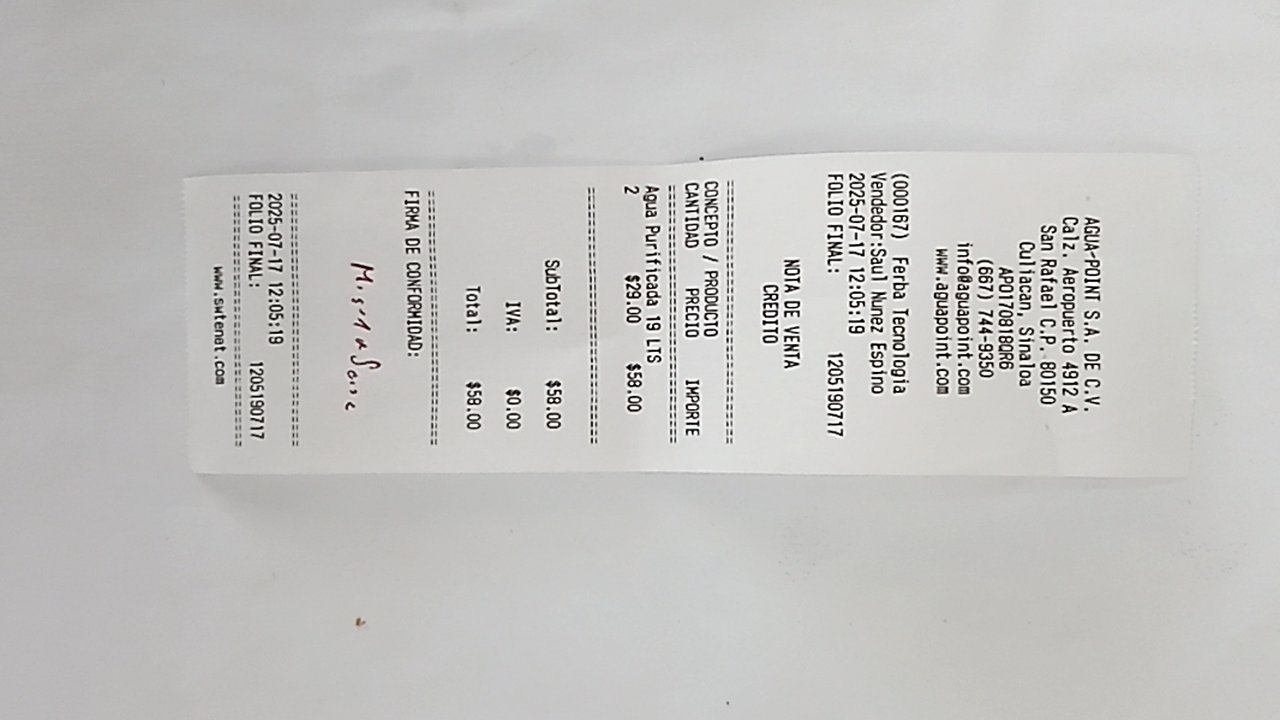 AGUA-POINT S.A. DE C.V.
Calz. Aeropuerto 4912 A
San Rafael C.P. 80150
Culiacan, Sinaloa
APO170818QR6
(667) 744-9350
info@aguapoint.com
www.aguapoint.com
(000167) Ferba Tecnologia
Vendedor:Saul Nunez Espino
2025-07-17 12:05:19
FOLIO FINAL: 1205190717
NOTA DE VENTA
CREDITO
================================
CONCEPTO / PRODUCTO
CANTIDAD PRECIO IMPORTE
================================
Agua Purificada 19 LTS
2 $29.00 $58.00
================================
SubTotal: $58.00
IVA: $0.00
Total: $58.00
================================
FIRMA DE CONFORMIDAD:
================================
2025-07-17 12:05:19
FOLIO FINAL: 1205190717
================================
www.swtenet.com